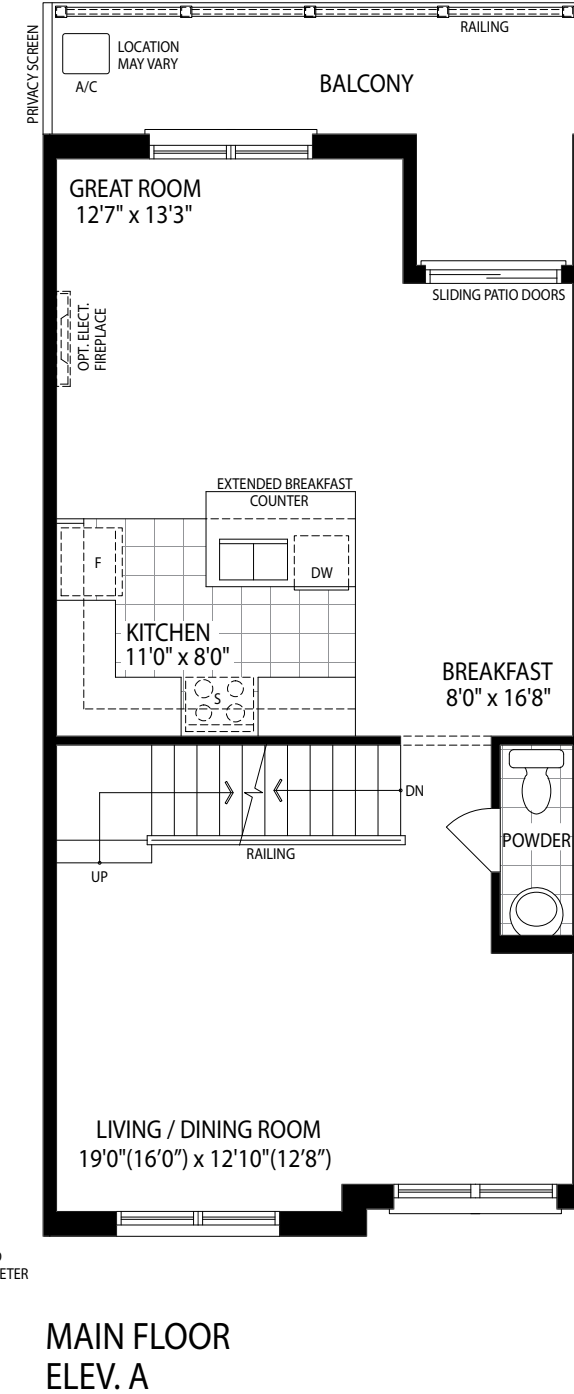 RAILING
PRIVACY SCREEN
LOCATION
MAY VARY
A/C
BALCONY
GREAT ROOM
12'7" x 13'3"
SLIDING PATIO DOORS
OPT. ELECT.
FIREPLACE
EXTENDED BREAKFAST
COUNTER
F
DW
KITCHEN
11'0" x 8'0"
S
BREAKFAST
8'0" x 16'8"
DN
RAILING
UP
POWDER
LIVING / DINING ROOM
19'0"(16'0") x 12'10"(12'8")
ETER
MAIN FLOOR
ELEV. A